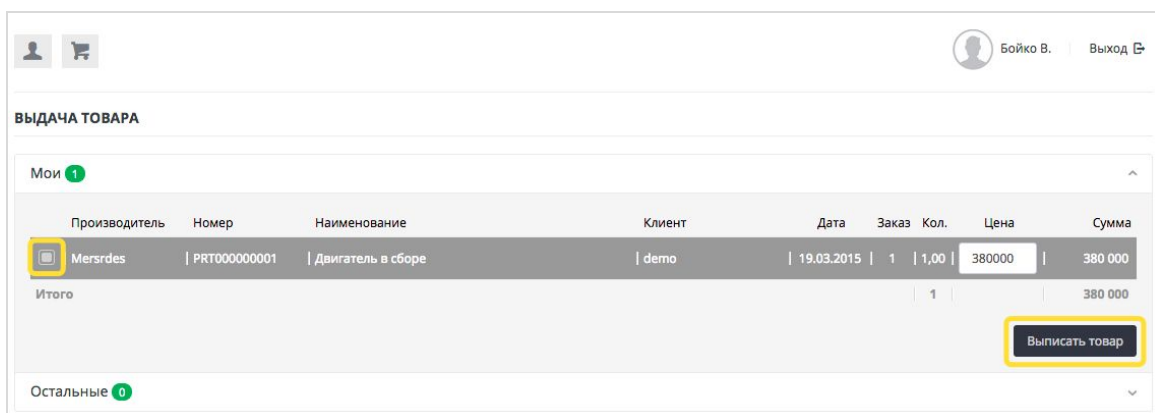 Бойко В. Выход
ВЫДАЧА ТОВАРА
Мои 1
Производитель Номер Наименование Клиент Дата Заказ Кол. Цена Сумма
Mersrdes | PRT000000001 | Двигатель в сборе | demo | 19.03.2015 | 1 | 1,00 | 380000 | 380 000
Итого | 1 | | 380 000
Выписать товар
Остальные 0